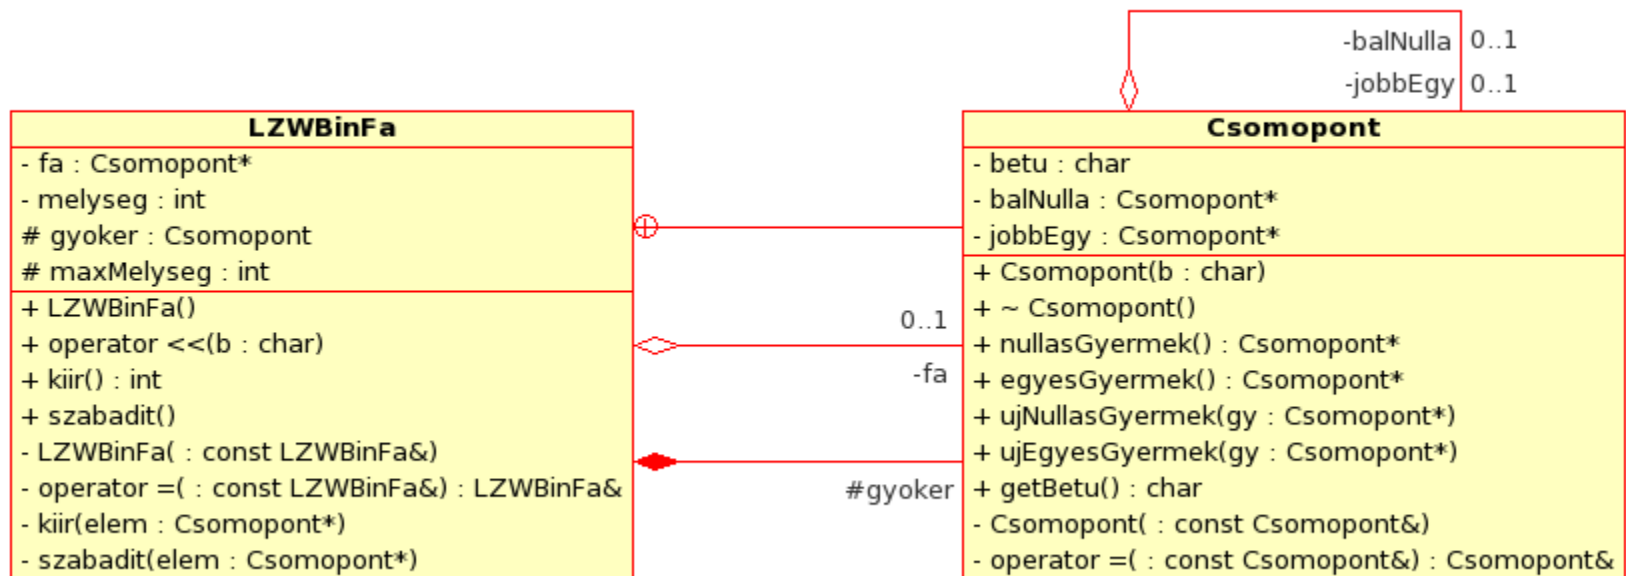 -balNulla 0..1
-jobbEgy 0..1
LZWBinFa
- fa : Csomopont*
- melyseg : int
# gyoker : Csomopont
# maxMelyseg : int
+ LZWBinFa()
+ operator <<(b : char)
+ kiir() : int
+ szabadit()
- LZWBinFa( : const LZWBinFa&)
- operator =( : const LZWBinFa&) : LZWBinFa&
- kiir(elem : Csomopont*)
- szabadit(elem : Csomopont*)
0..1
-fa
#gyoker
Csomopont
- betu : char
- balNulla : Csomopont*
- jobbEgy : Csomopont*
+ Csomopont(b : char)
+ ~ Csomopont()
+ nullasGyermek() : Csomopont*
+ egyesGyermek() : Csomopont*
+ ujNullasGyermek(gy : Csomopont*)
+ ujEgyesGyermek(gy : Csomopont*)
+ getBetu() : char
- Csomopont( : const Csomopont&)
- operator =( : const Csomopont&) : Csomopont&